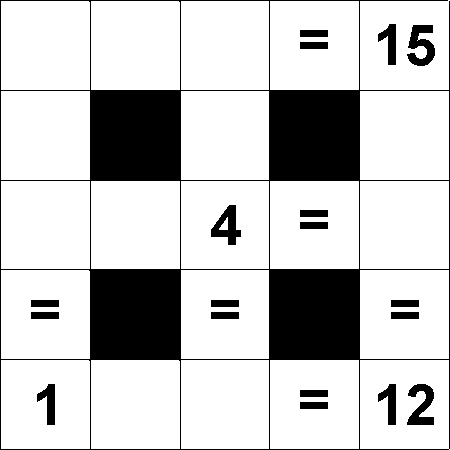 = 15
4 =
= = =
1 = 12